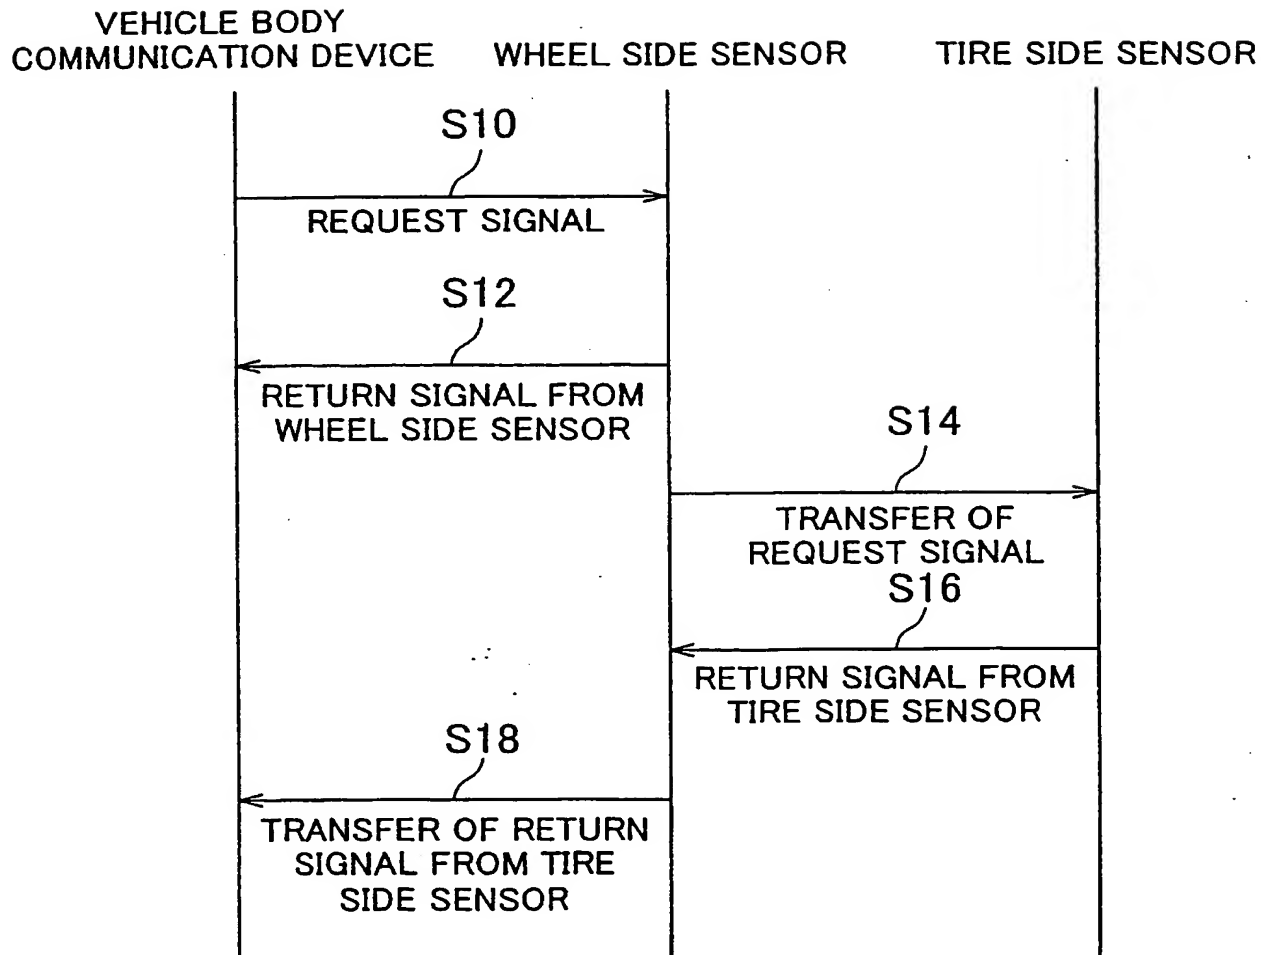 VEHICLE BODY
COMMUNICATION DEVICE
WHEEL SIDE SENSOR
TIRE SIDE SENSOR
S10
REQUEST SIGNAL
S12
RETURN SIGNAL FROM
WHEEL SIDE SENSOR
S14
TRANSFER OF
REQUEST SIGNAL
S16
RETURN SIGNAL FROM
TIRE SIDE SENSOR
S18
TRANSFER OF RETURN
SIGNAL FROM TIRE
SIDE SENSOR